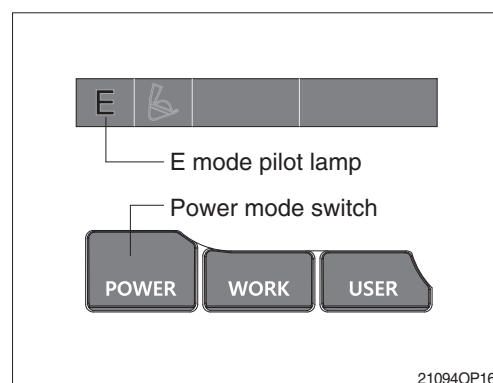 E
E mode pilot lamp
Power mode switch
POWER WORK USER
21094OP16